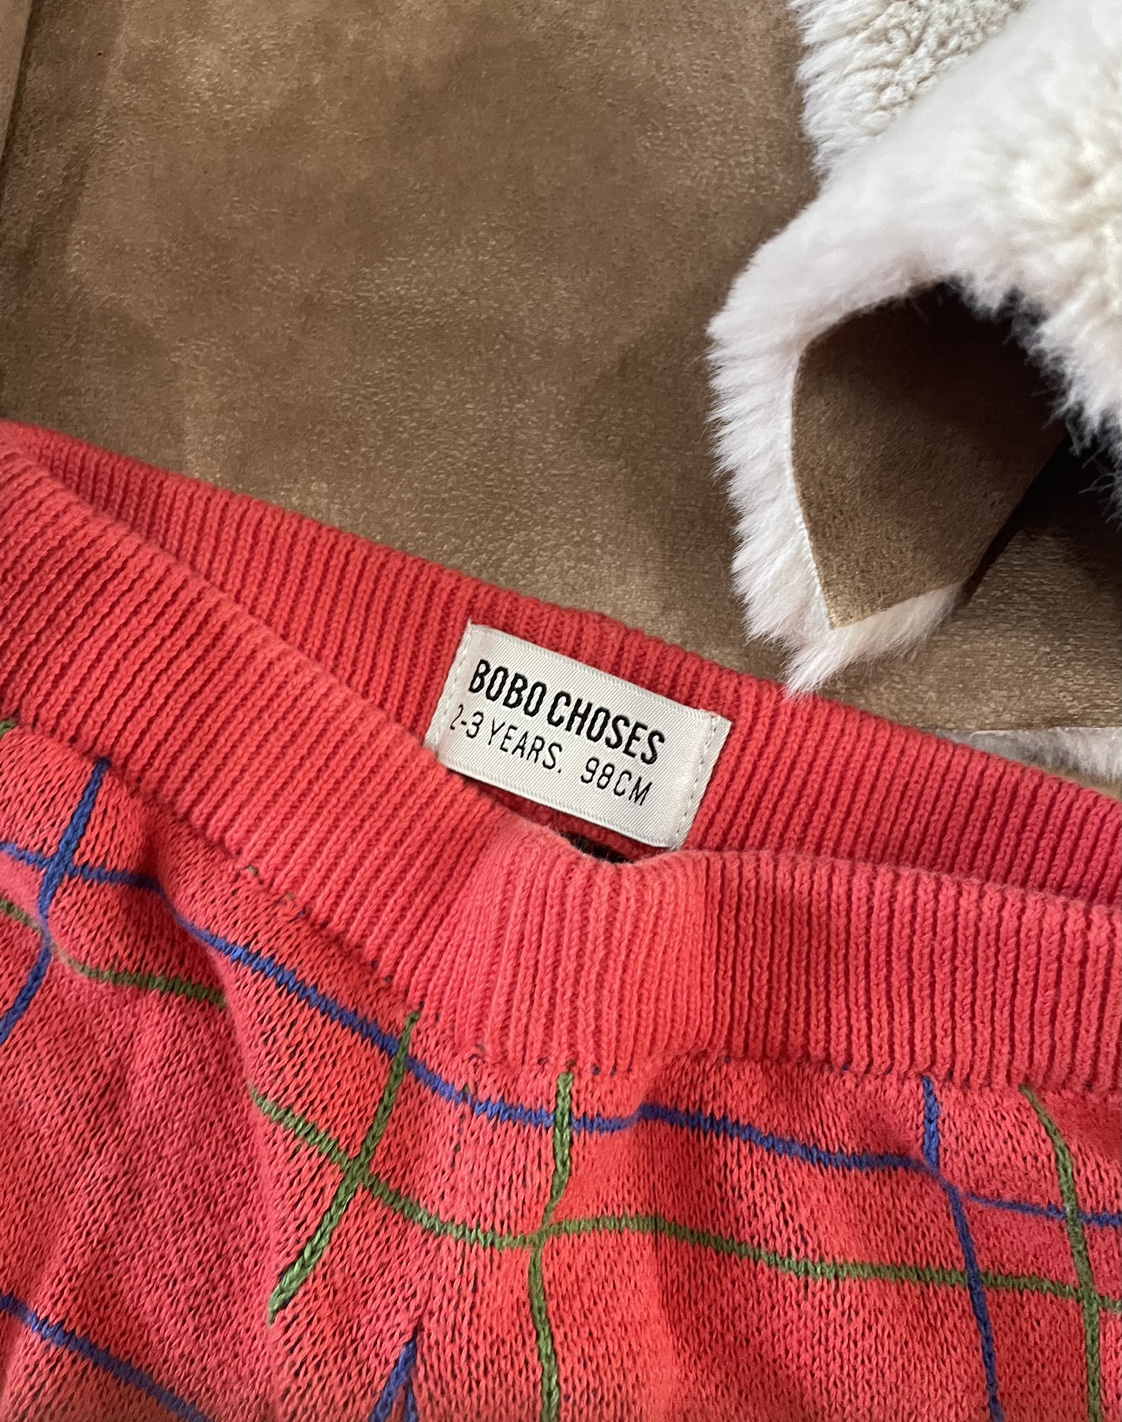 BOBO CHOSES
2-3 YEARS. 98CM